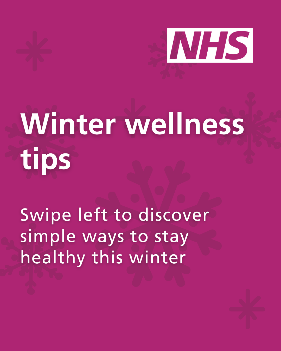 NHS
Winter wellness
tips
Swipe left to discover
simple ways to stay
healthy this winter